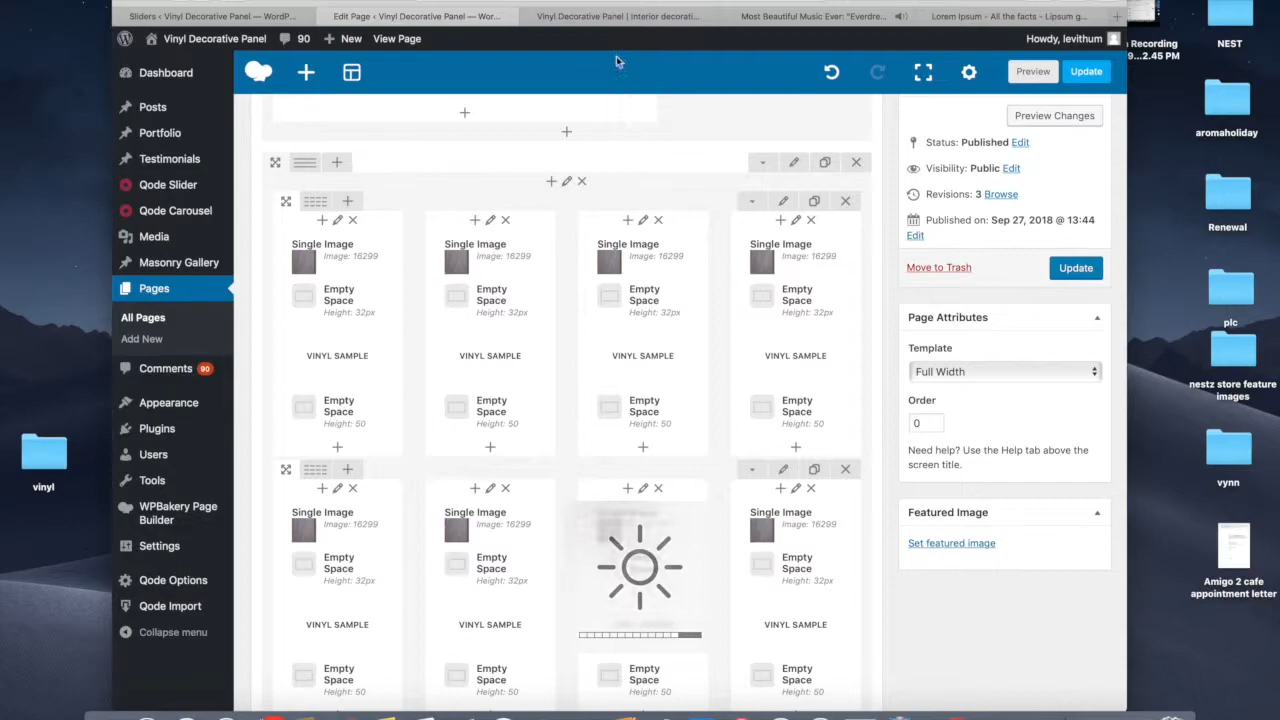 Sliders ‹ Vinyl Decorative Panel — WordP...
Edit Page ‹ Vinyl Decorative Panel — Wor...
Vinyl Decorative Panel | Interior decorati...
Most Beautiful Music Ever: "Everdre...
Lorem Ipsum - All the facts - Lipsum g...
Vinyl Decorative Panel 90 New View Page
Howdy, levithum
Recording
9...2.45 PM
NEST
aromaholiday
Renewal
plc
nestz store feature
images
vynn
Amigo 2 cafe
appointment letter
vinyl
Dashboard
Posts
Portfolio
Testimonials
Qode Slider
Qode Carousel
Media
Masonry Gallery
Pages
All Pages
Add New
Comments 90
Appearance
Plugins
Users
Tools
WPBakery Page
Builder
Settings
Qode Options
Qode Import
Collapse menu
Preview
Update
Single Image
Image: 16299
Empty
Space
Height: 32px
VINYL SAMPLE
Empty
Space
Height: 50
Single Image
Image: 16299
Empty
Space
Height: 32px
VINYL SAMPLE
Empty
Space
Height: 50
Single Image
Image: 16299
Empty
Space
Height: 32px
VINYL SAMPLE
Empty
Space
Height: 50
Single Image
Image: 16299
Empty
Space
Height: 32px
VINYL SAMPLE
Empty
Space
Height: 50
Single Image
Image: 16299
Empty
Space
Height: 32px
VINYL SAMPLE
Empty
Space
Height: 50
Single Image
Image: 16299
Empty
Space
Height: 32px
VINYL SAMPLE
Empty
Space
Height: 50
Empty
Space
Height: 50
Single Image
Image: 16299
Empty
Space
Height: 32px
VINYL SAMPLE
Empty
Space
Height: 50
Preview Changes
Status: Published Edit
Visibility: Public Edit
Revisions: 3 Browse
Published on: Sep 27, 2018 @ 13:44
Edit
Move to Trash
Update
Page Attributes
Template
Full Width
Order
0
Need help? Use the Help tab above the
screen title.
Featured Image
Set featured image